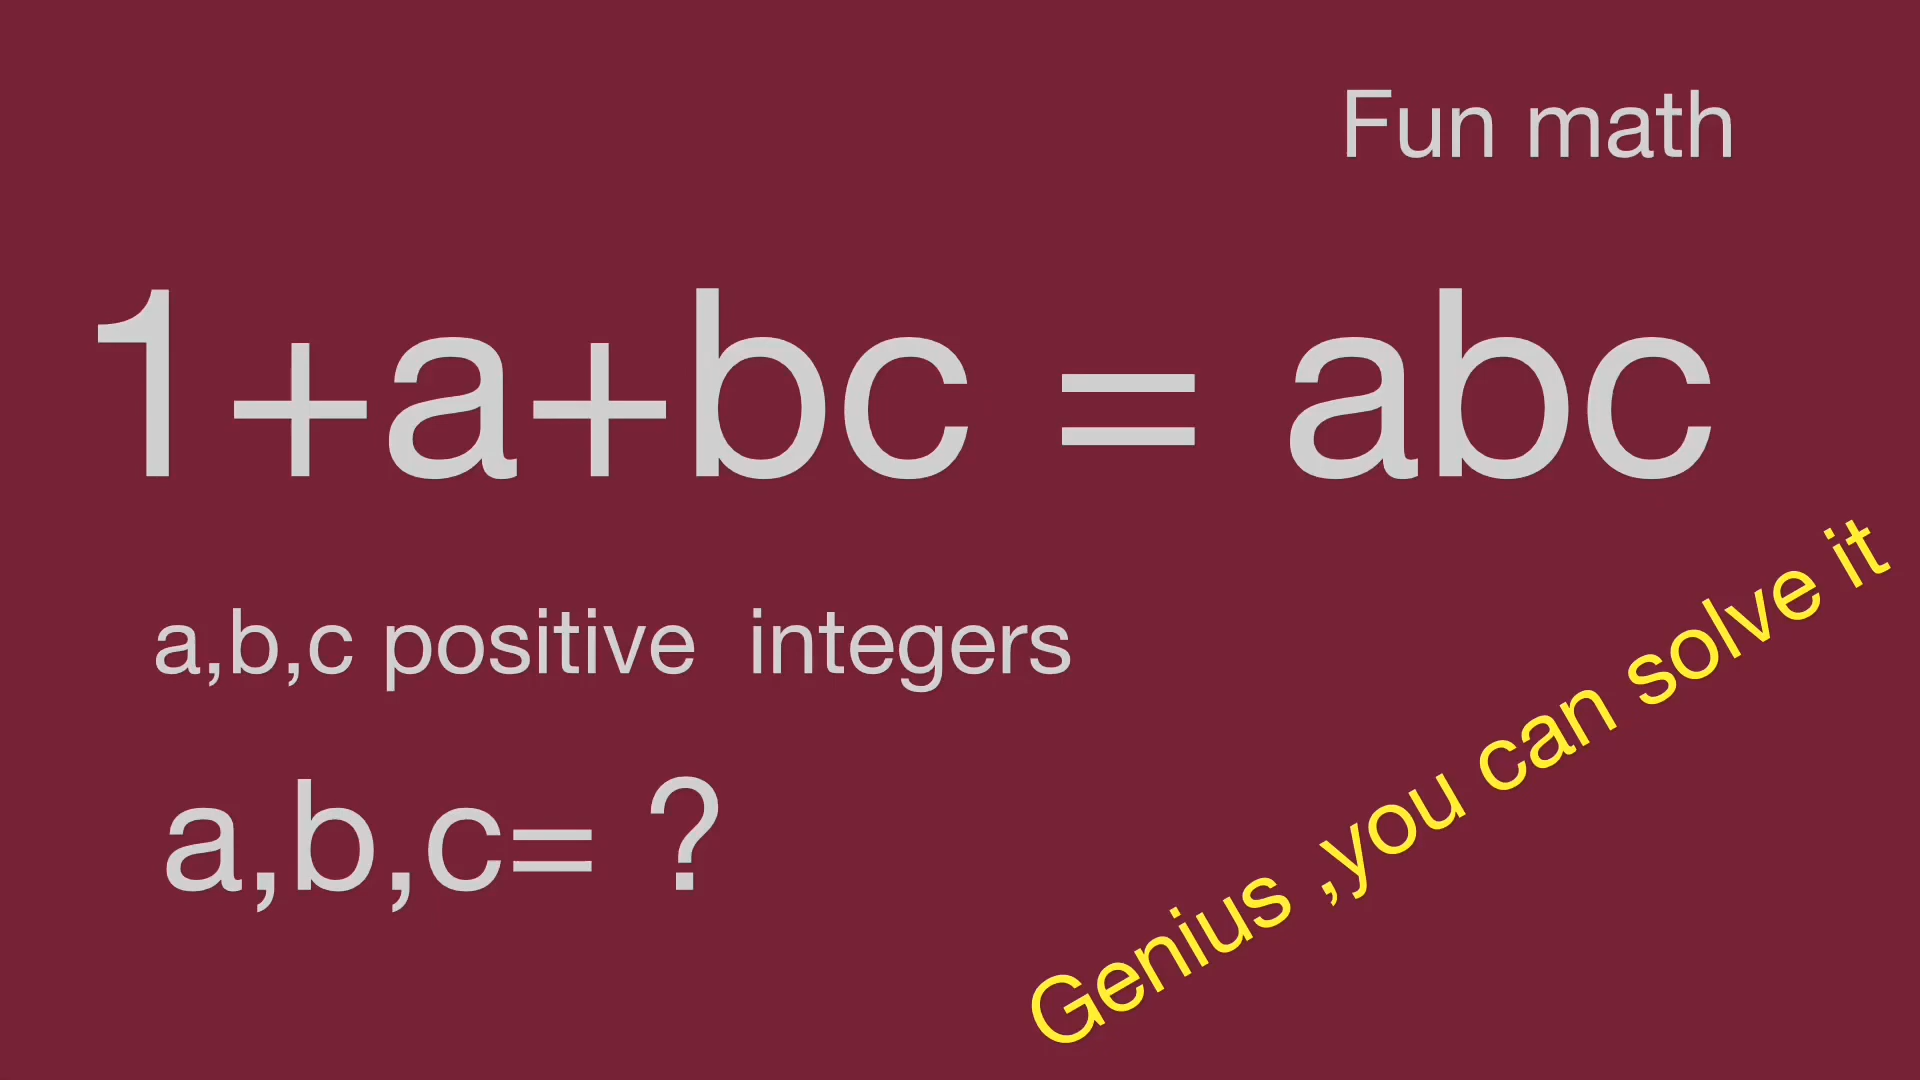 Fun math
1+a+bc = abc
a,b,c positive integers
a,b,c= ?
Genius ,you can solve it